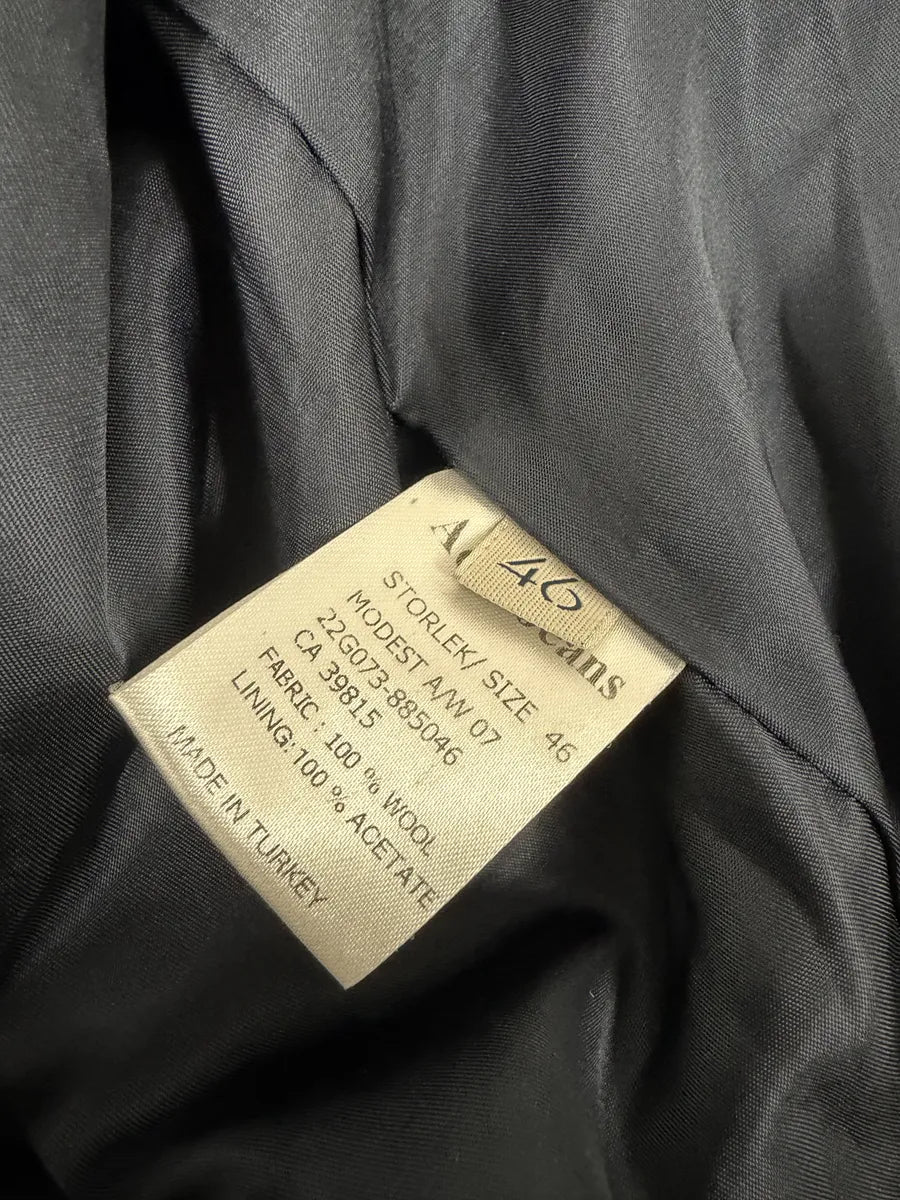 46
STORLEK/ SIZE 46
MODEST A/W 07
22G073-885046
CA 39815
FABRIC : 100 % WOOL
LINING:100 % ACETATE
MADE IN TURKEY